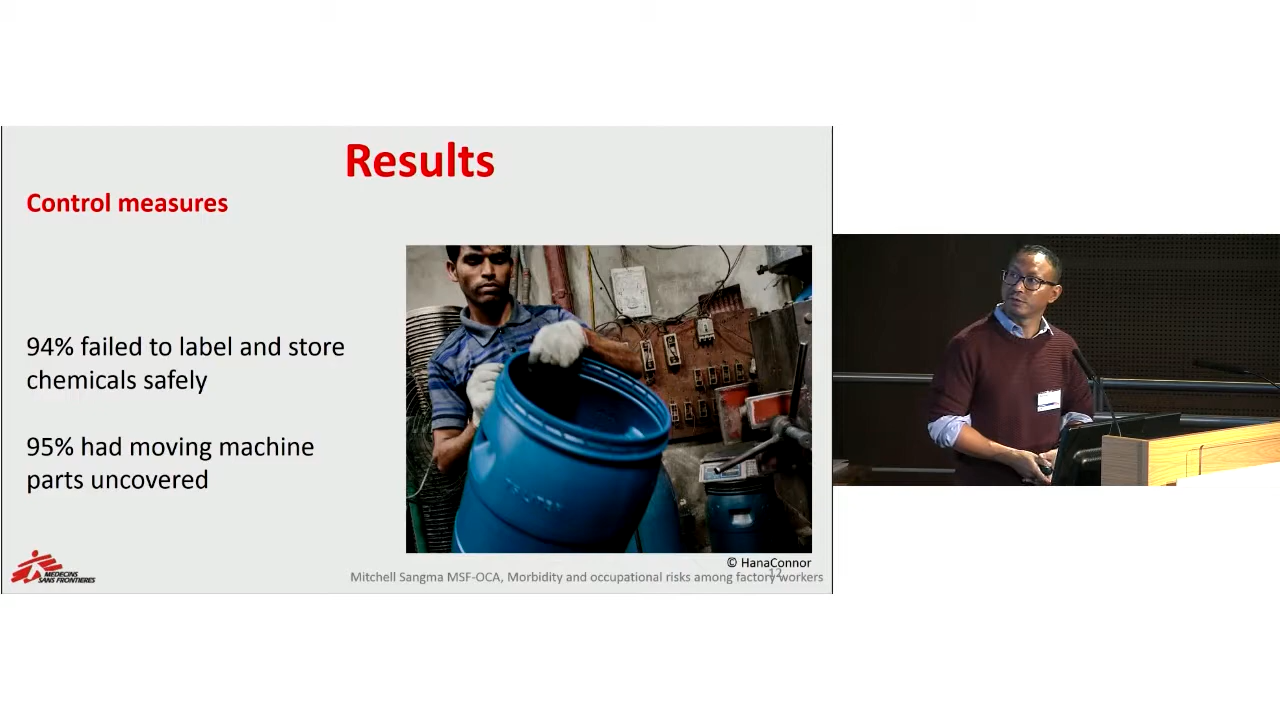 Results
Control measures
94% failed to label and store
chemicals safely
95% had moving machine
parts uncovered
MEDECINS
SANS FRONTIERES
© HanaConnor
Mitchell Sangma MSF-OCA, Morbidity and occupational risks among factory workers
12